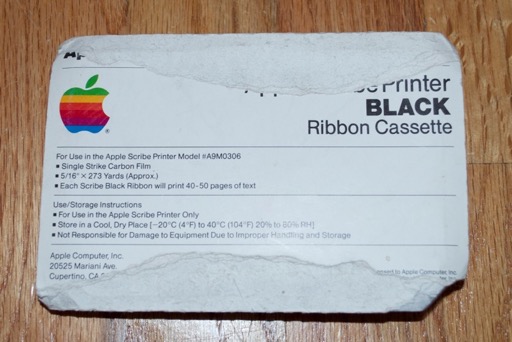 Printer
BLACK
Ribbon Cassette
For Use in the Apple Scribe Printer Model #A9M0306
▪ Single Strike Carbon Film
▪ 5/16" × 273 Yards (Approx.)
▪ Each Scribe Black Ribbon will print 40-50 pages of text
Use/Storage Instructions
▪ For Use in the Apple Scribe Printer Only
▪ Store in a Cool, Dry Place [−20°C (4°F) to 40°C (104°F) 20% to 80% RH]
▪ Not Responsible for Damage to Equipment Due to Improper Handling and Storage
Apple Computer, Inc.
20525 Mariani Ave.
Cupertino, CA
to Apple Computer, Inc.